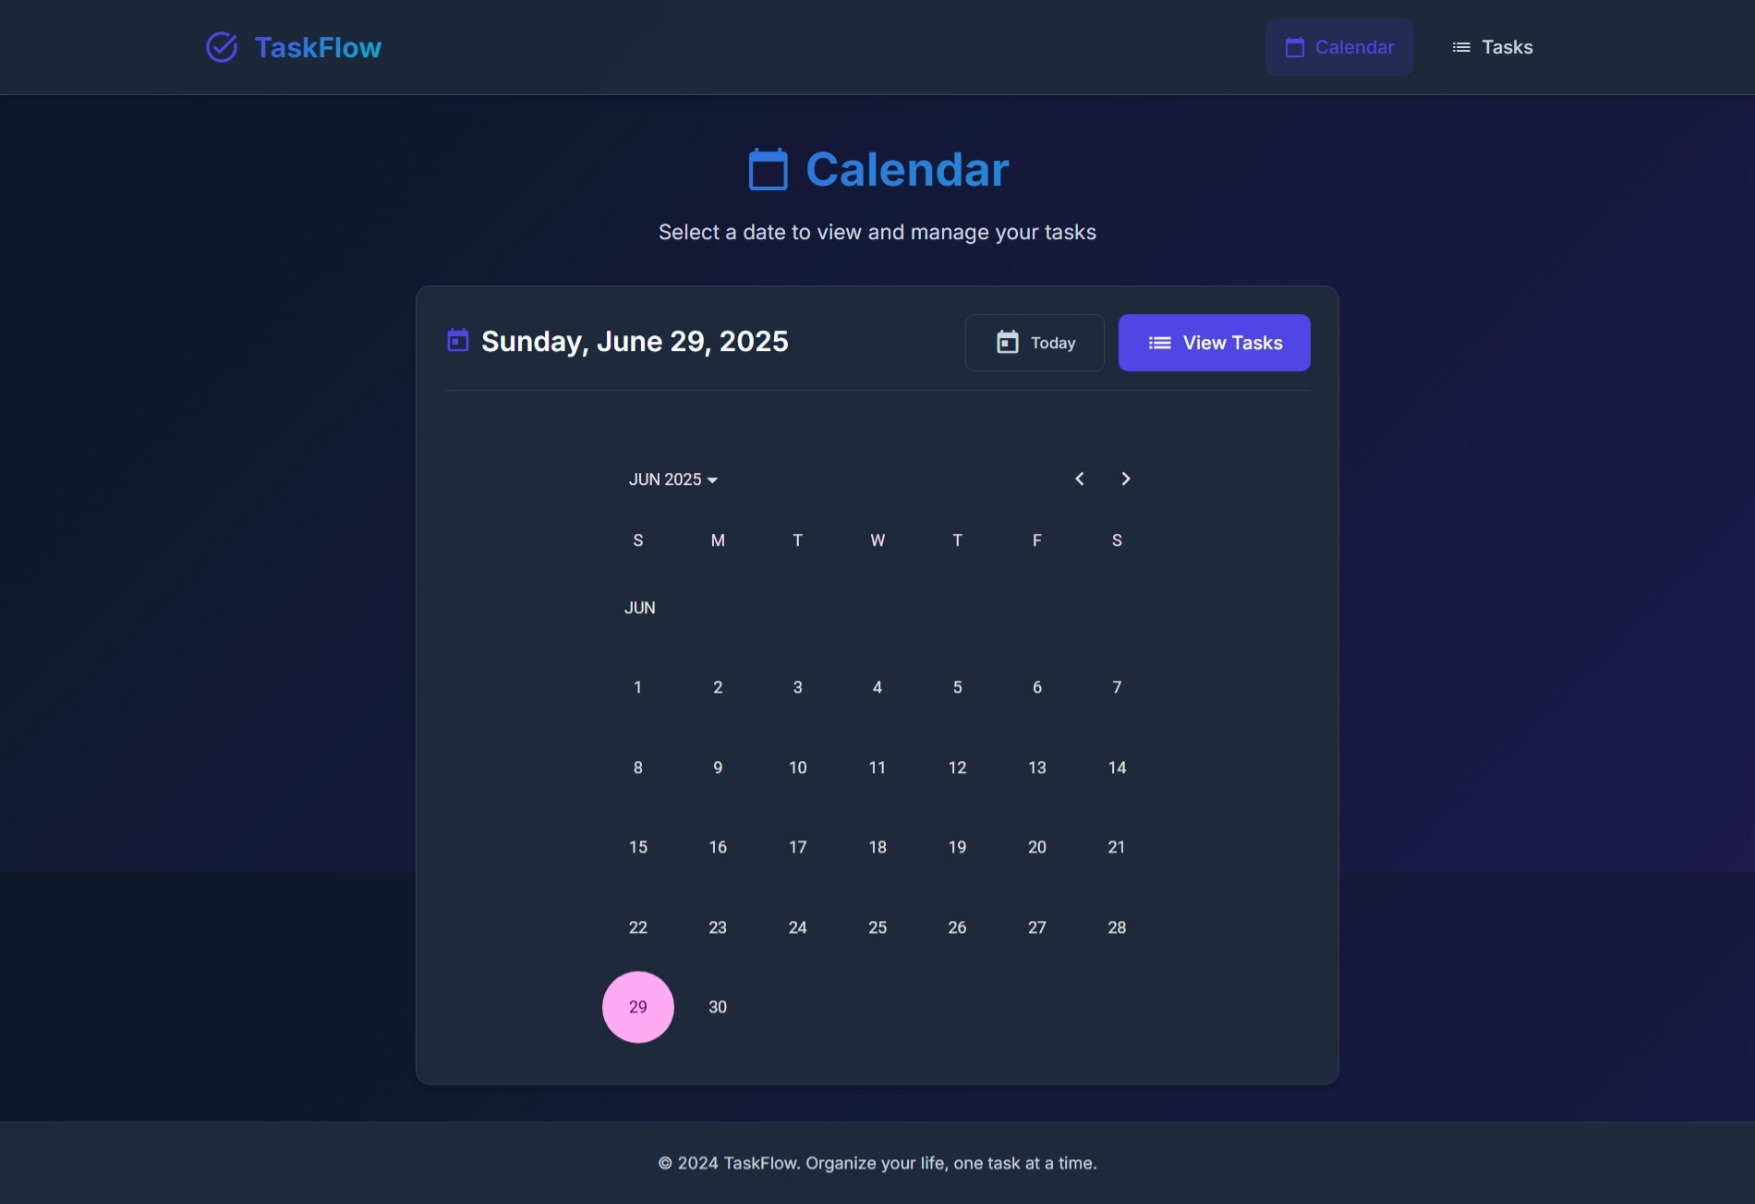 TaskFlow
Calendar
Tasks
Calendar
Select a date to view and manage your tasks
Sunday, June 29, 2025
Today
View Tasks
JUN 2025
S M T W T F S
JUN
1 2 3 4 5 6 7
8 9 10 11 12 13 14
15 16 17 18 19 20 21
22 23 24 25 26 27 28
29 30
© 2024 TaskFlow. Organize your life, one task at a time.